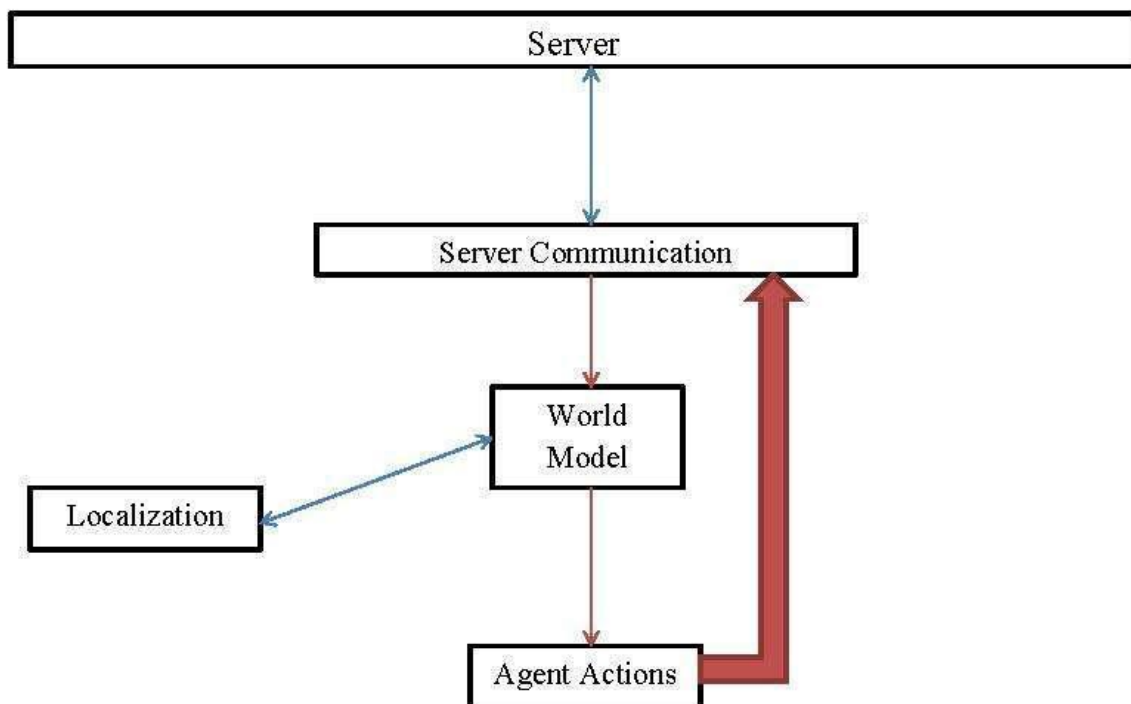 Server
Server Communication
World
Model
Localization
Agent Actions